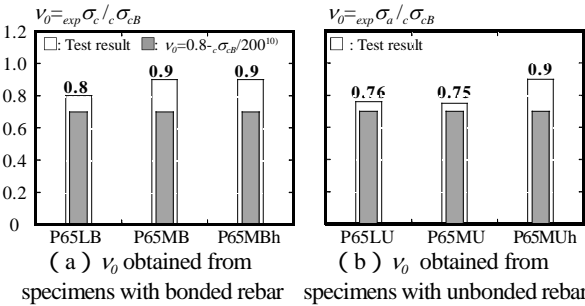 ν₀=expσc/cσcB
ν₀=expσa/cσcB
□: Test result ■: ν₀=0.8-cσcB/200¹⁰⁾
□: Test result
1.2
1.0
0.8
0.6
0.4
0.2
0
0.8 0.9 0.9
0.76 0.75 0.9
P65LB P65MB P65MBh
P65LU P65MU P65MUh
( a ) ν₀ obtained from
specimens with bonded rebar
( b ) ν₀ obtained from
specimens with unbonded rebar